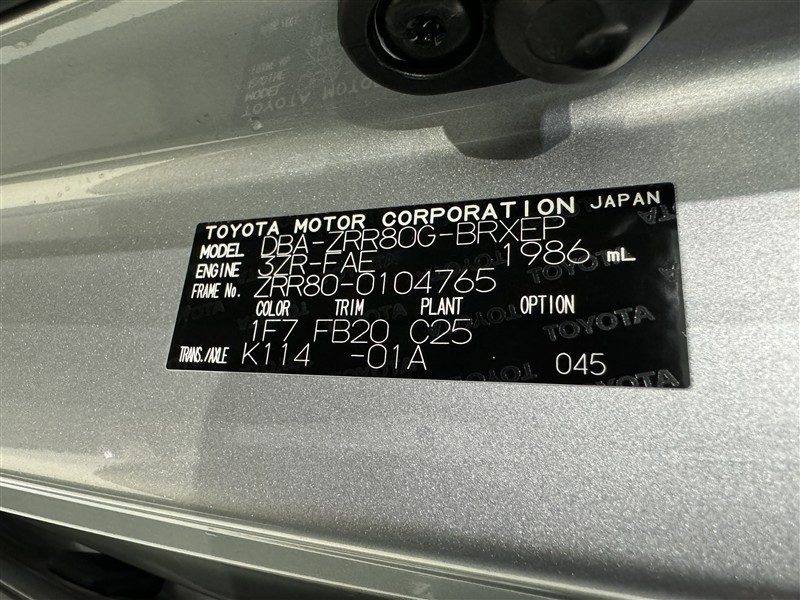 TOYOTA MOTOR CORPORATION JAPAN
MODEL DBA-ZRR80G-BRXEP
ENGINE 3ZR-FAE 1986 mL
FRAME No. ZRR80-0104765
COLOR TRIM PLANT OPTION
1F7 FB20 C25
TRANS./AXLE K114 -01A 045